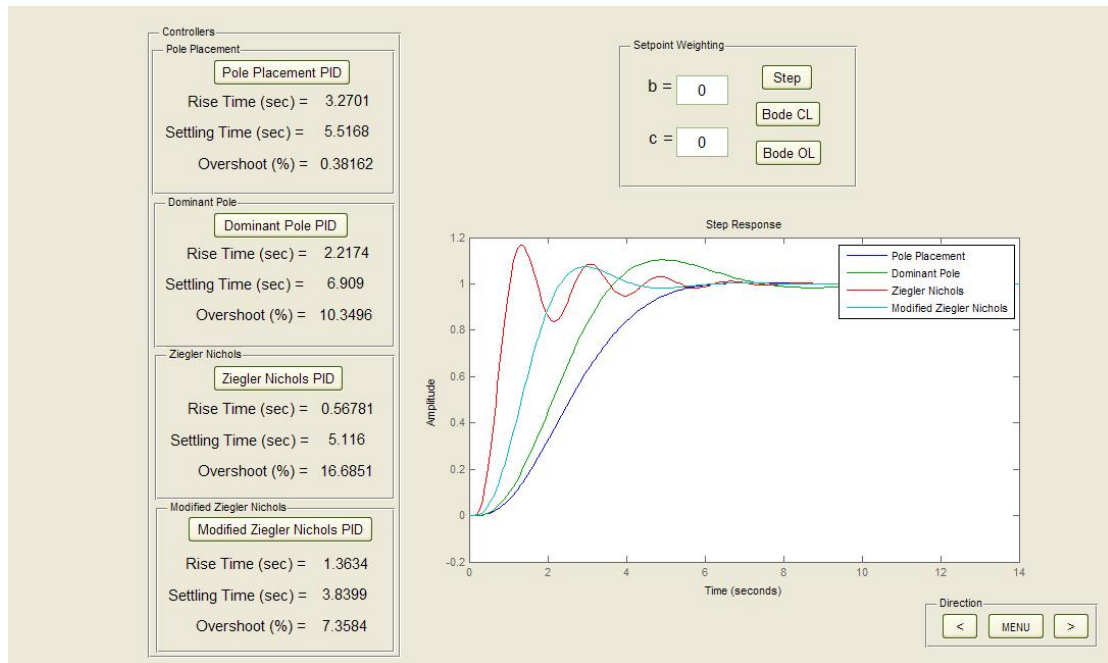 Controllers
Pole Placement
Pole Placement PID
Rise Time (sec) = 3.2701
Settling Time (sec) = 5.5168
Overshoot (%) = 0.38162
Dominant Pole
Dominant Pole PID
Rise Time (sec) = 2.2174
Settling Time (sec) = 6.909
Overshoot (%) = 10.3496
Ziegler Nichols
Ziegler Nichols PID
Rise Time (sec) = 0.56781
Settling Time (sec) = 5.116
Overshoot (%) = 16.6851
Modified Ziegler Nichols
Modified Ziegler Nichols PID
Rise Time (sec) = 1.3634
Settling Time (sec) = 3.8399
Overshoot (%) = 7.3584
Setpoint Weighting
b = 0
Step
Bode CL
c = 0
Bode OL
Step Response
1.2
1
0.8
0.6
0.4
0.2
0
-0.2
Amplitude
Pole Placement
Dominant Pole
Ziegler Nichols
Modified Ziegler Nichols
0 2 4 6 8 10 12 14
Time (seconds)
Direction
< MENU >